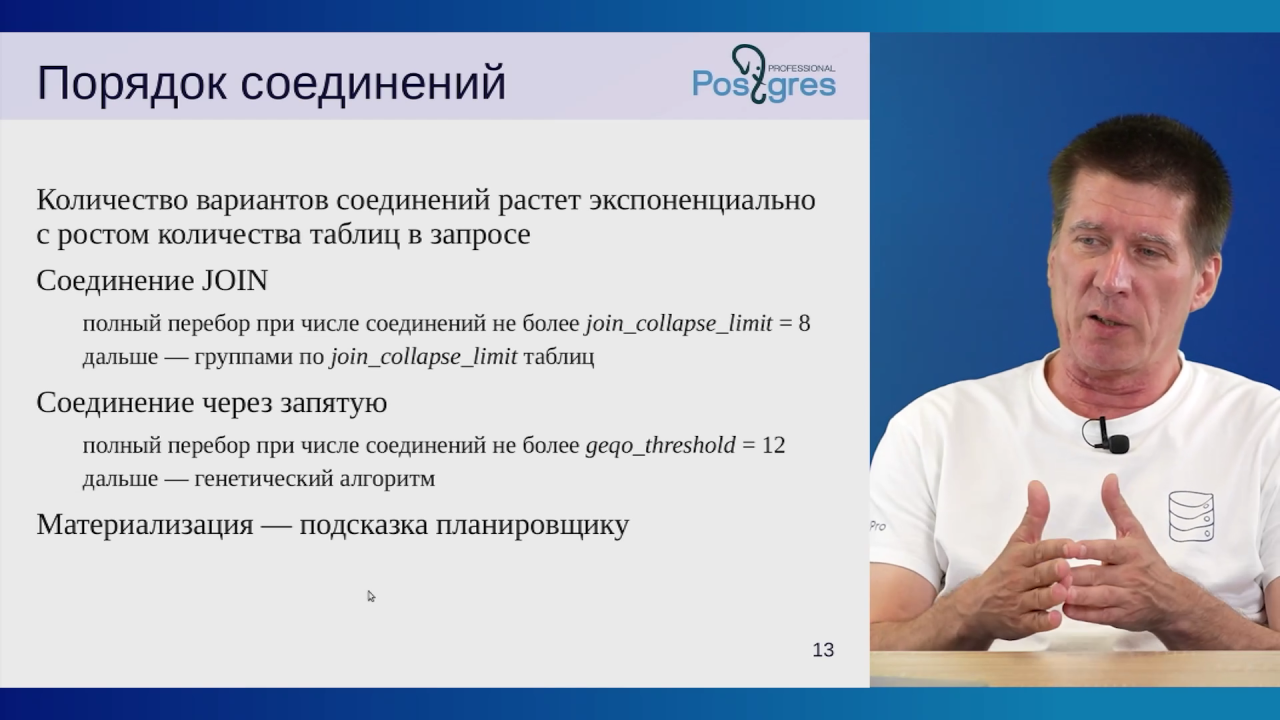 Порядок соединений
PROFESSIONAL
Postgres
Количество вариантов соединений растет экспоненциально
с ростом количества таблиц в запросе
Соединение JOIN
полный перебор при числе соединений не более join_collapse_limit = 8
дальше — группами по join_collapse_limit таблиц
Соединение через запятую
полный перебор при числе соединений не более geqo_threshold = 12
дальше — генетический алгоритм
Материализация — подсказка планировщику
13
Pro